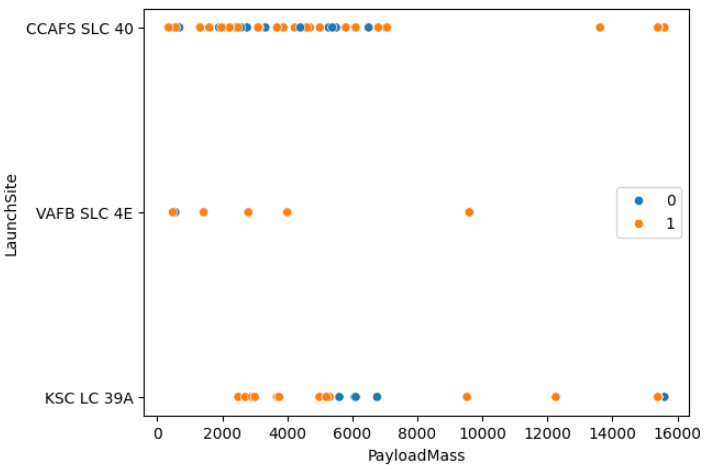 CCAFS SLC 40
VAFB SLC 4E
KSC LC 39A
LaunchSite
0
1
0 2000 4000 6000 8000 10000 12000 14000 16000
PayloadMass